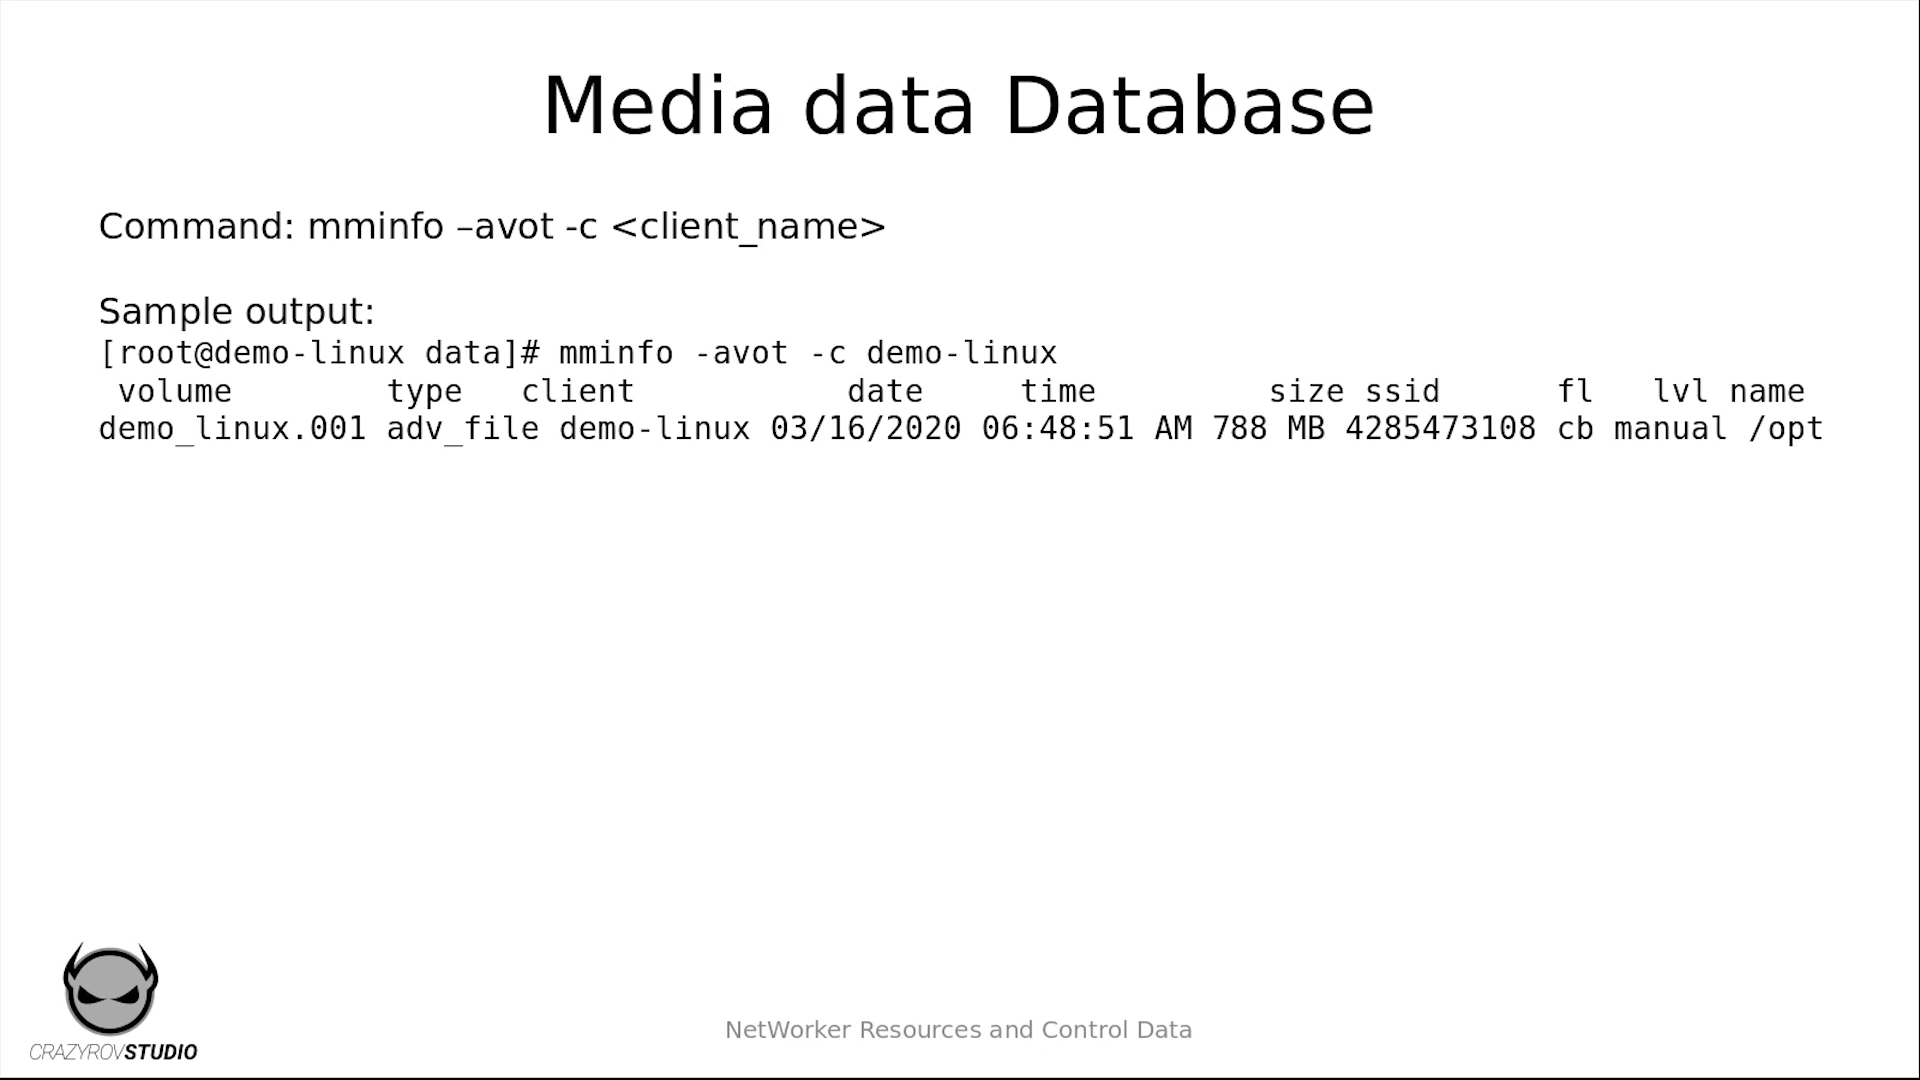 Media data Database
Command: mminfo –avot -c <client_name>
Sample output:
[root@demo-linux data]# mminfo -avot -c demo-linux
 volume        type   client           date     time         size ssid      fl   lvl name
demo_linux.001 adv_file demo-linux 03/16/2020 06:48:51 AM 788 MB 4285473108 cb manual /opt
NetWorker Resources and Control Data
CRAZYROVSTUDIO